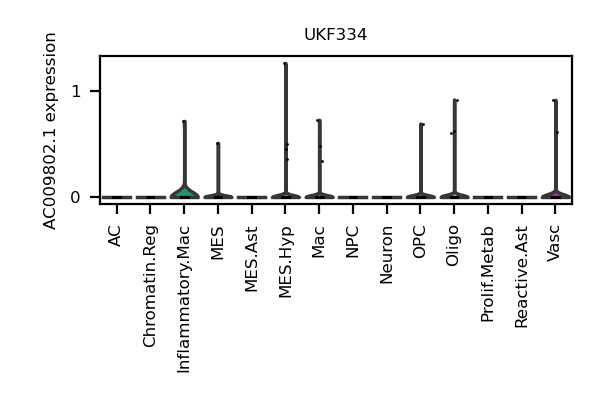 UKF334
AC009802.1 expression
1
0
AC
Chromatin.Reg
Inflammatory.Mac
MES
MES.Ast
MES.Hyp
Mac
NPC
Neuron
OPC
Oligo
Prolif.Metab
Reactive.Ast
Vasc